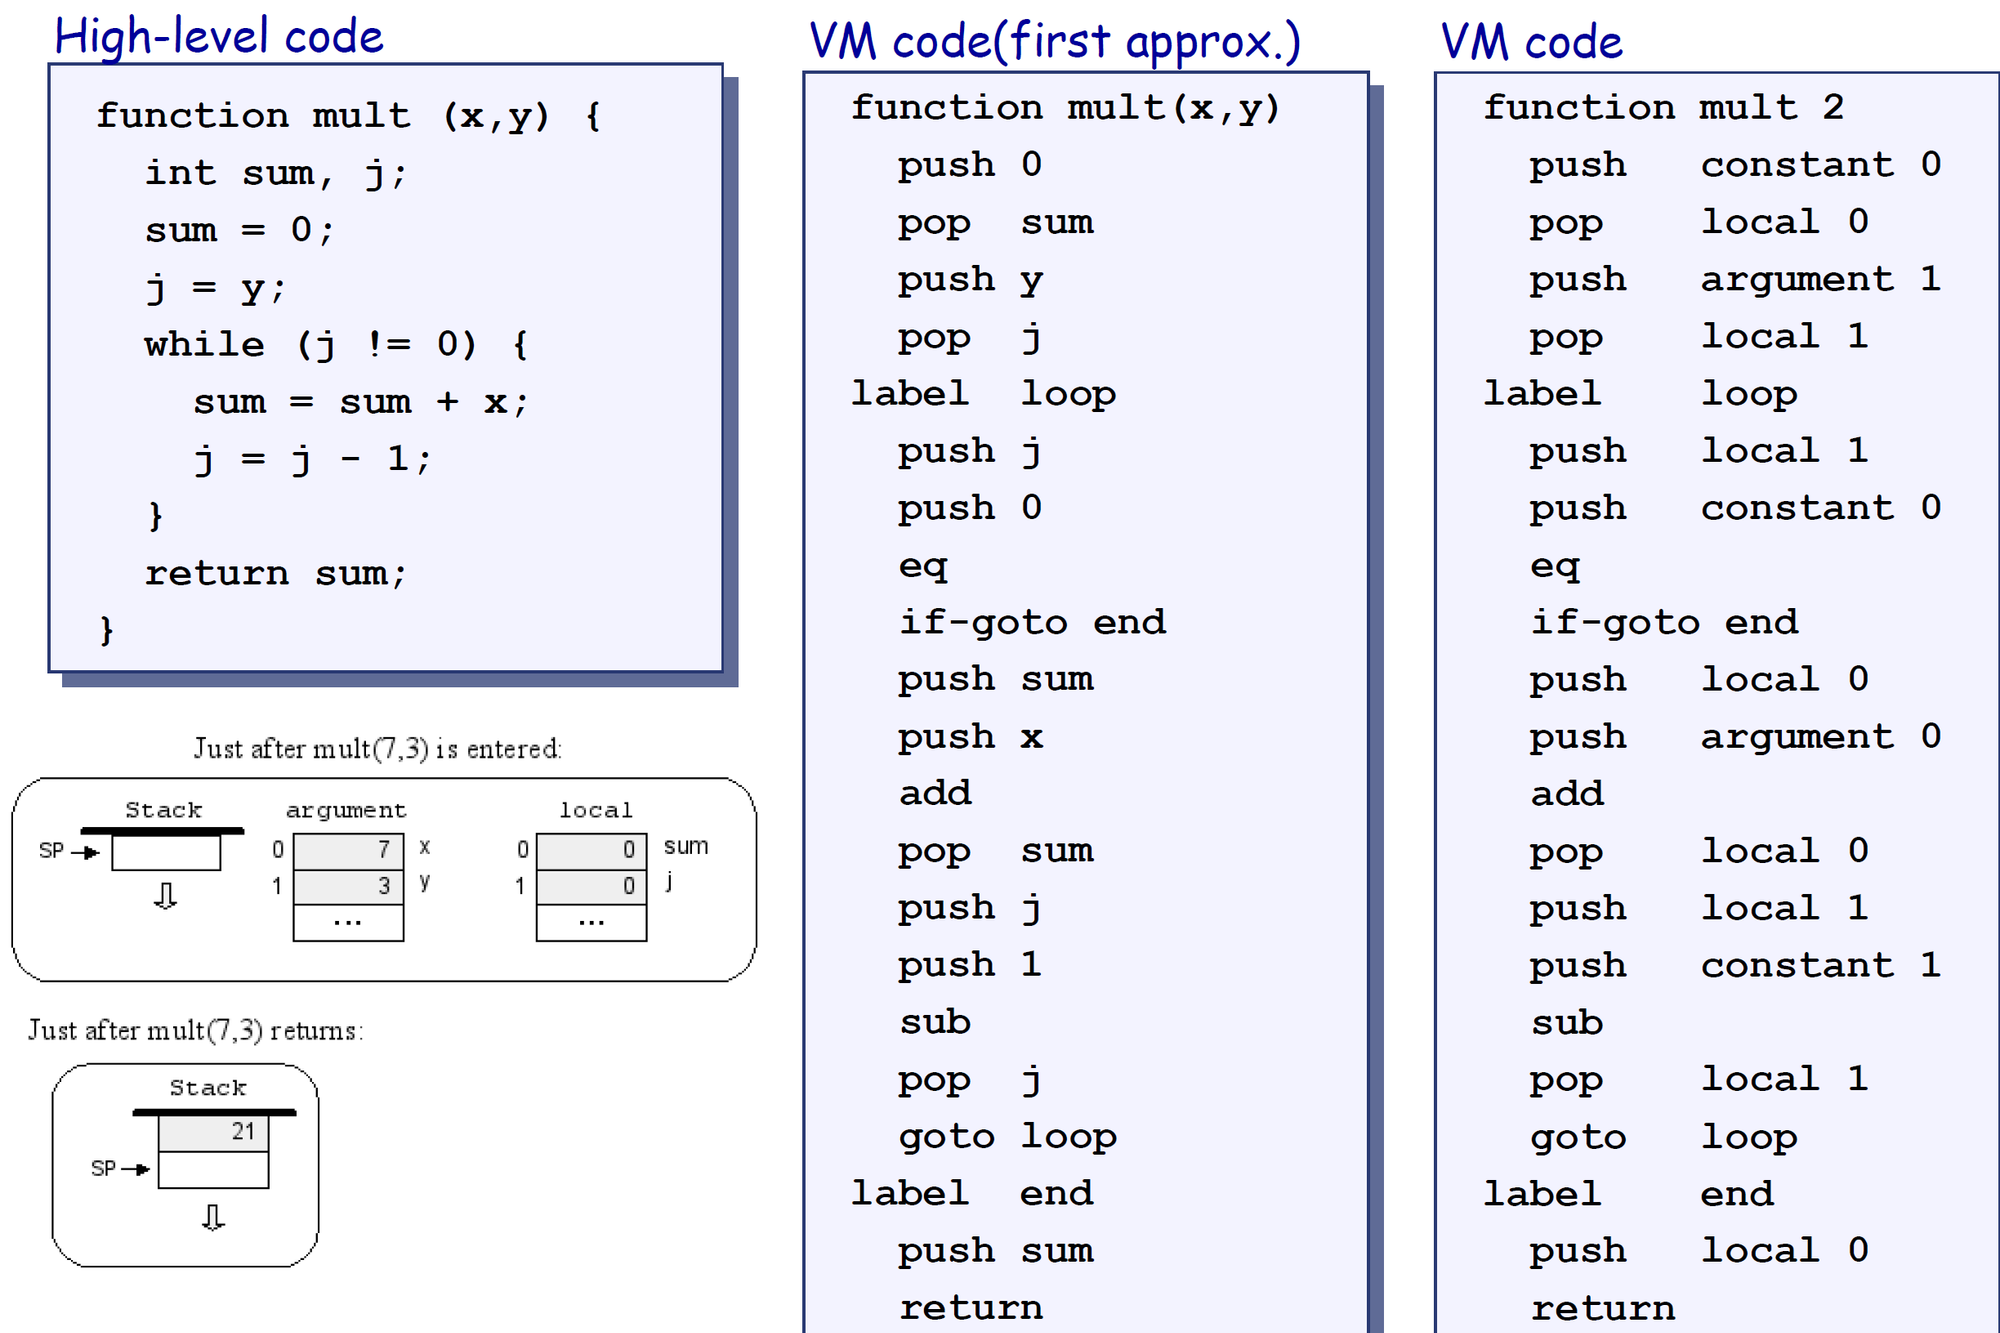 High-level code
function mult (x,y) {
int sum, j;
sum = 0;
j = y;
while (j != 0) {
sum = sum + x;
j = j - 1;
}
return sum;
}
Just after mult(7,3) is entered:
Stack argument local
SP 0 7 x 0 0 sum
1 3 y 1 0 j
... ...
Just after mult(7,3) returns:
Stack
21
SP
VM code(first approx.)
function mult(x,y)
push 0
pop sum
push y
pop j
label loop
push j
push 0
eq
if-goto end
push sum
push x
add
pop sum
push j
push 1
sub
pop j
goto loop
label end
push sum
return
VM code
function mult 2
push constant 0
pop local 0
push argument 1
pop local 1
label loop
push local 1
push constant 0
eq
if-goto end
push local 0
push argument 0
add
pop local 0
push local 1
push constant 1
sub
pop local 1
goto loop
label end
push local 0
return